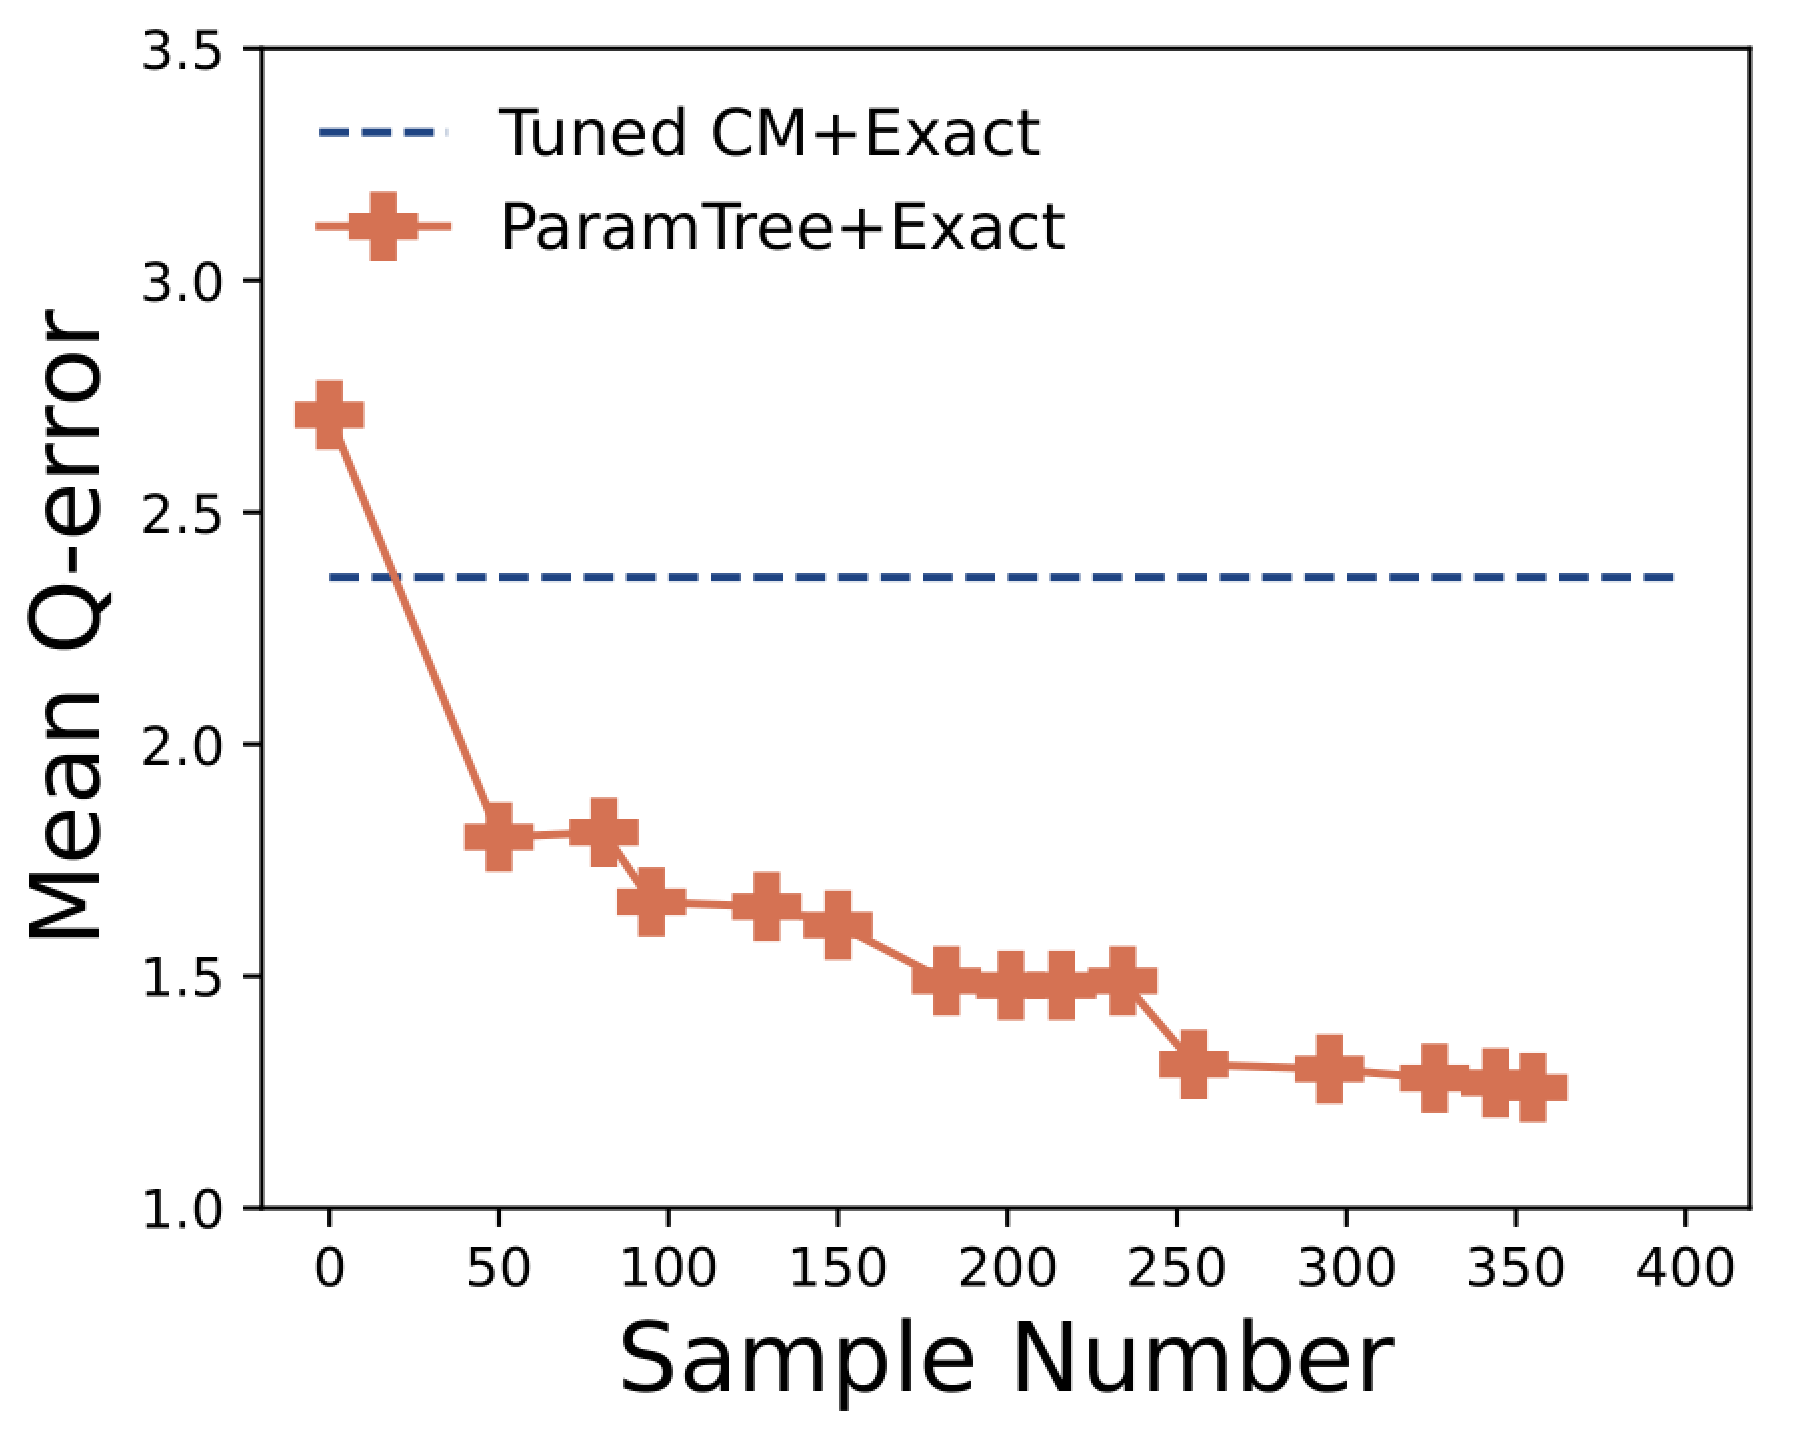 3.5
3.0
2.5
2.0
1.5
1.0
Mean Q-error
Tuned CM+Exact
ParamTree+Exact
0 50 100 150 200 250 300 350 400
Sample Number